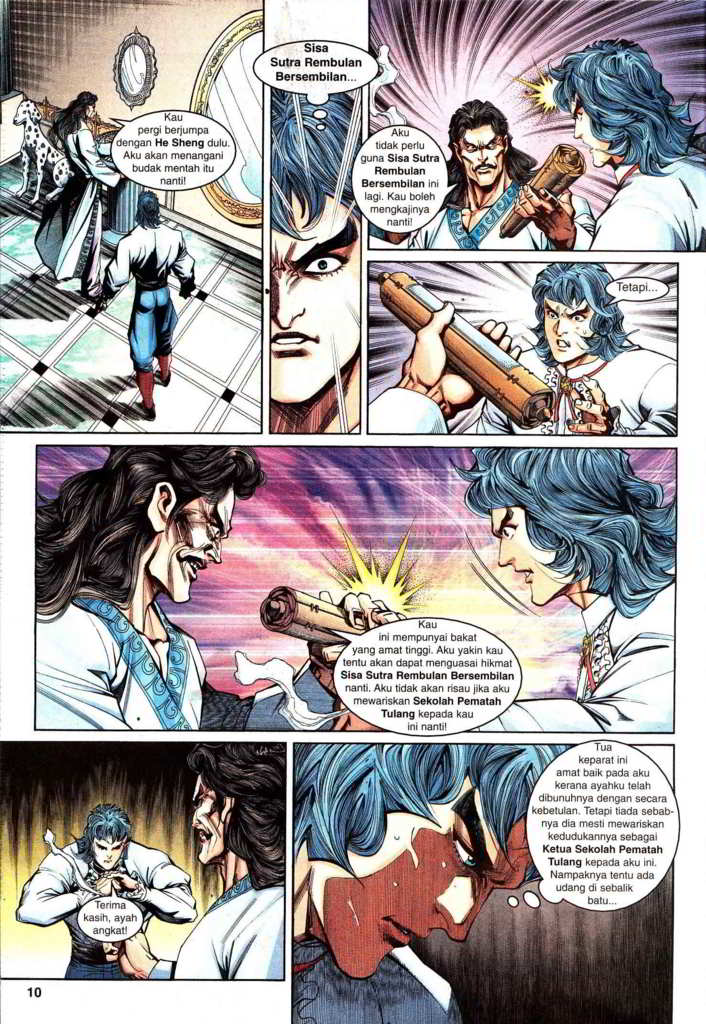 Kau
pergi berjumpa
dengan He Sheng dulu.
Aku akan menangani
budak mentah itu
nanti!
Sisa
Sutra Rembulan
Bersembilan...
Aku
tidak perlu
guna Sisa Sutra
Rembulan
Bersembilan ini
lagi. Kau boleh
mengkajinya
nanti!
Tetapi...
Kau
ini mempunyai bakat
yang amat tinggi. Aku yakin kau
tentu akan dapat menguasai hikmat
Sisa Sutra Rembulan Bersembilan
nanti. Aku tidak akan risau jika aku
mewariskan Sekolah Pematah
Tulang kepada kau
ini nanti!
Terima
kasih, ayah
angkat!
Tua
keparat ini
amat baik pada aku
kerana ayahku telah
dibunuhnya dengan secara
kebetulan. Tetapi tiada sebab-
nya dia mesti mewariskan
kedudukannya sebagai
Ketua Sekolah Pematah
Tulang kepada aku ini.
Nampaknya tentu ada
udang di sebalik
batu...
10